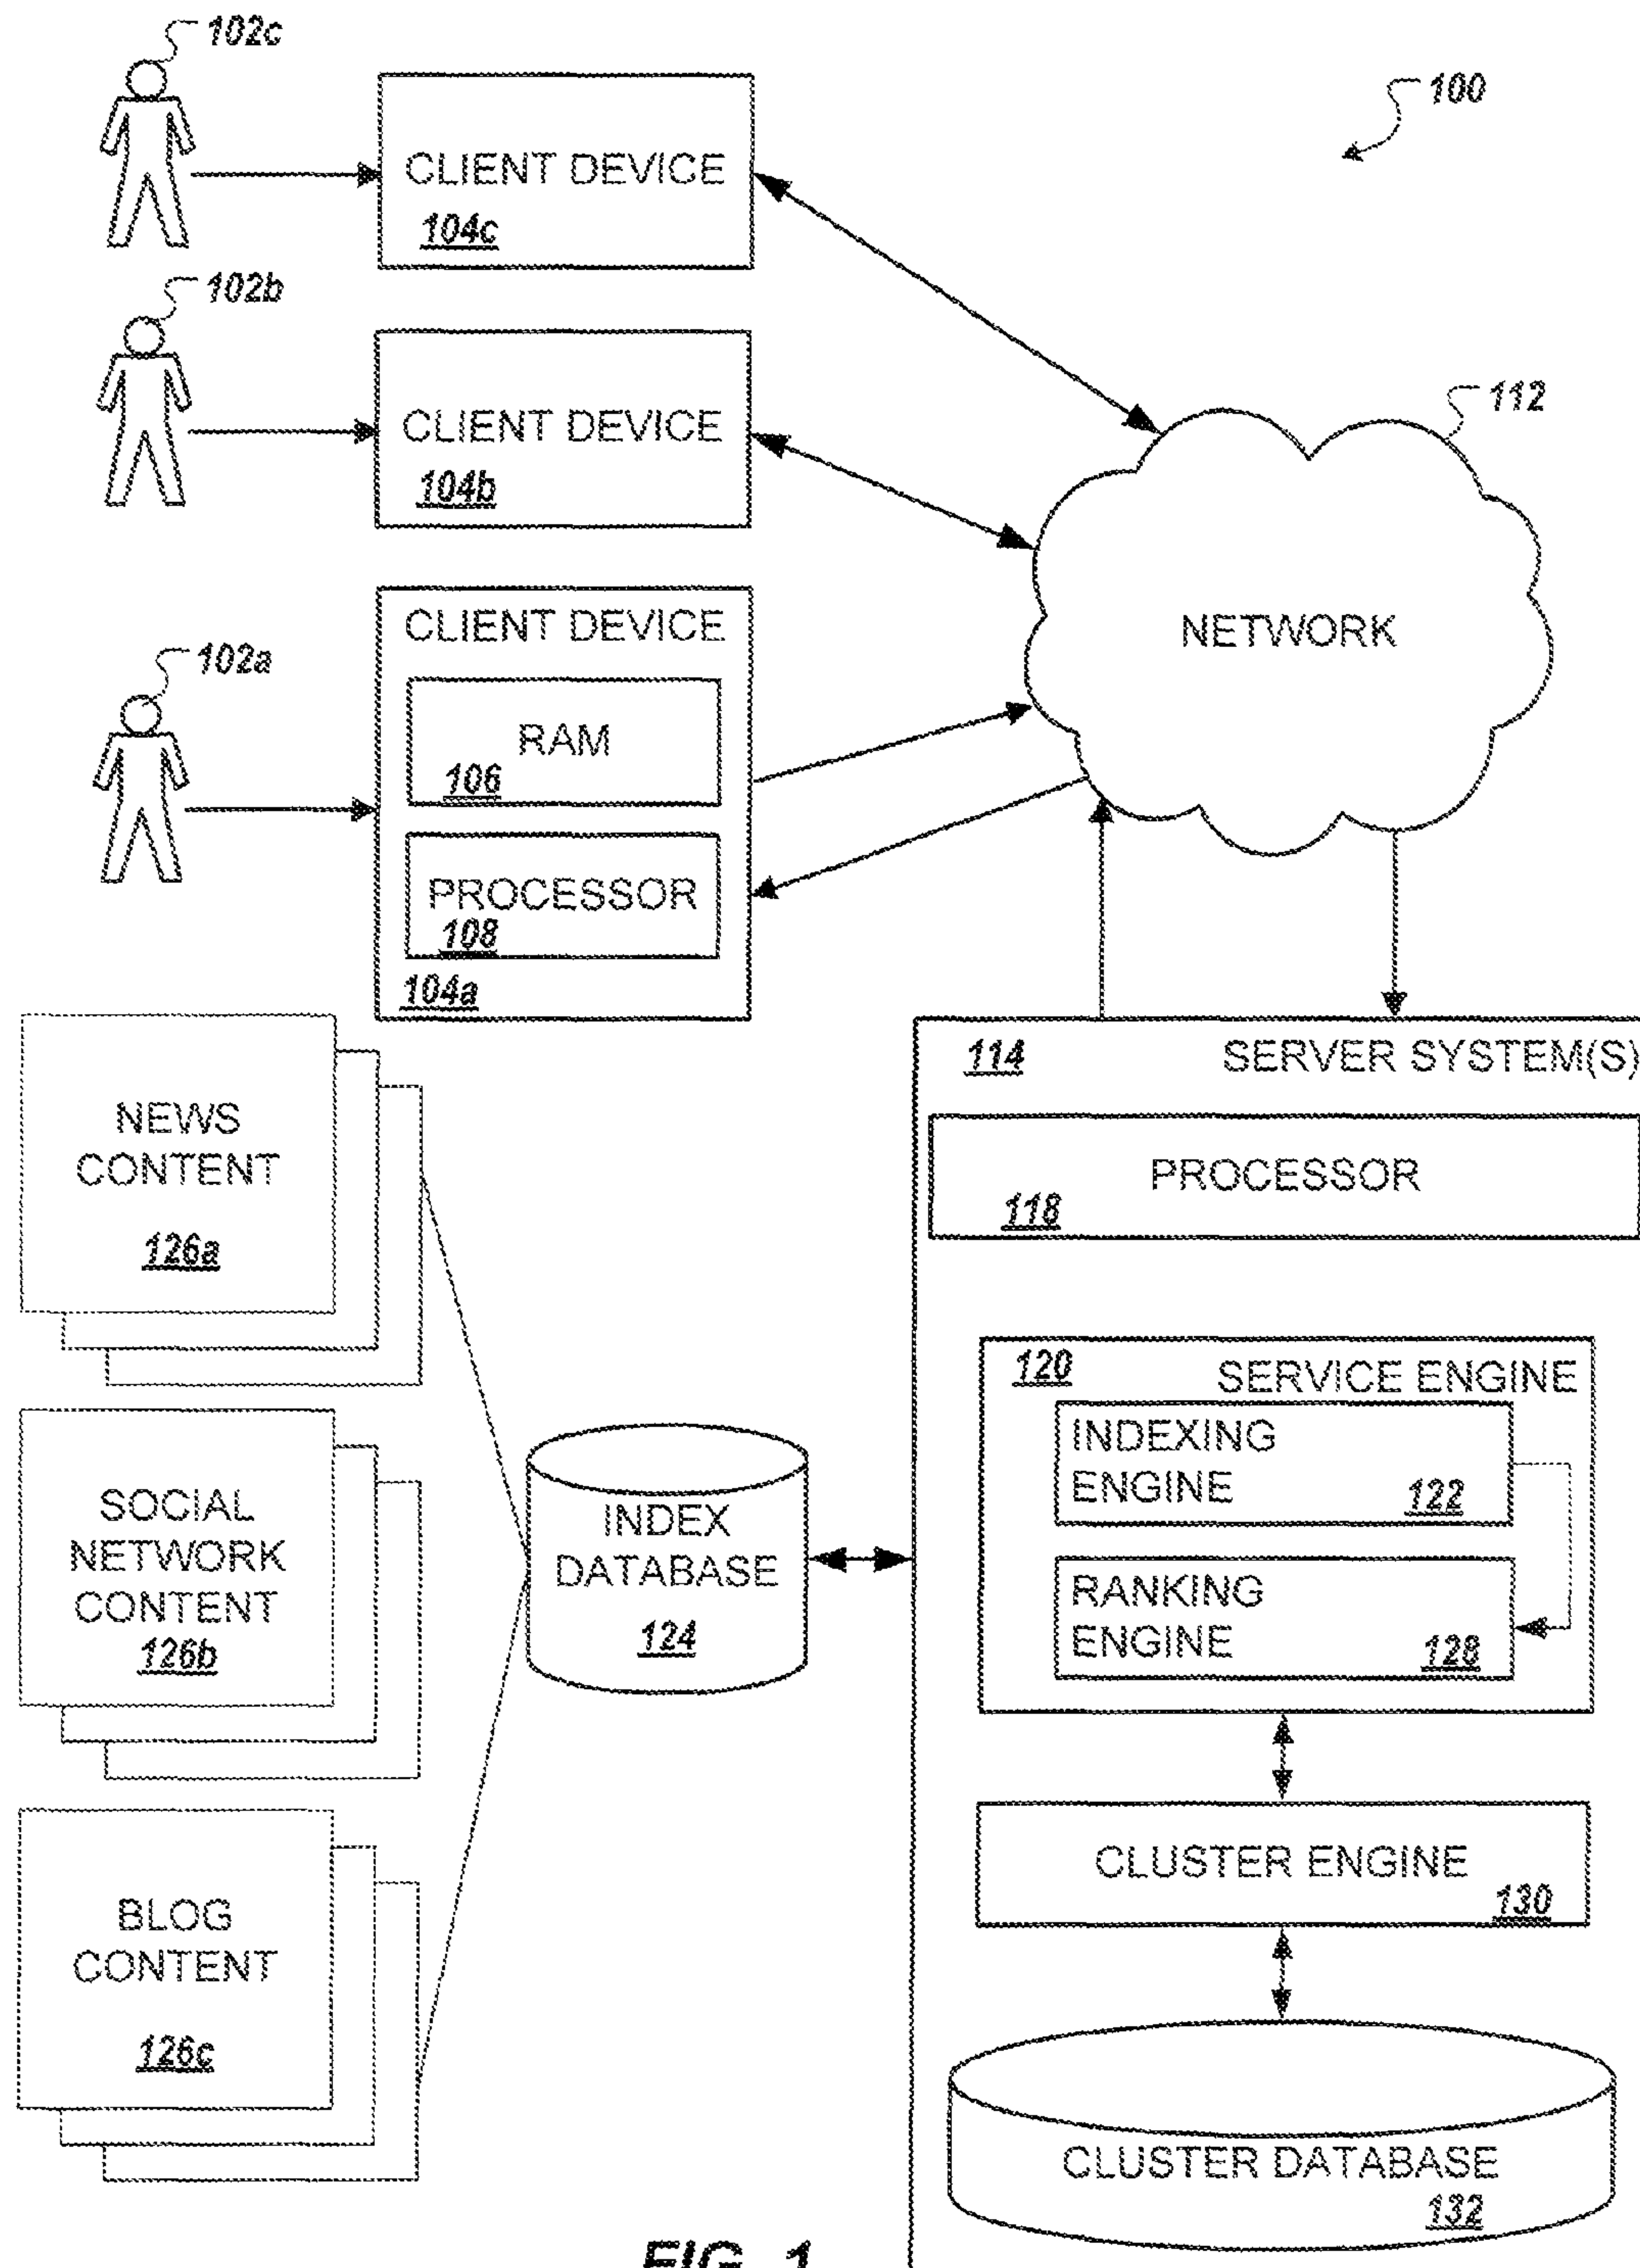 102c
100
CLIENT DEVICE
104c
102b
112
CLIENT DEVICE
104b
NETWORK
102a
CLIENT DEVICE
RAM
106
PROCESSOR
108
104a
114 SERVER SYSTEM(S)
PROCESSOR
118
NEWS
CONTENT
126a
120 SERVICE ENGINE
INDEXING
ENGINE 122
RANKING
ENGINE 128
SOCIAL
NETWORK
CONTENT
126b
INDEX
DATABASE
124
CLUSTER ENGINE
130
BLOG
CONTENT
126c
CLUSTER DATABASE
132
FIG. 1